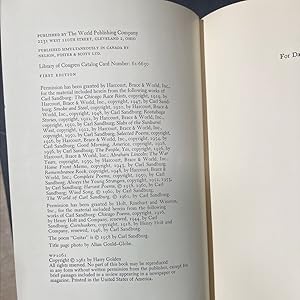 PUBLISHED BY The World Publishing Company
2231 WEST 110TH STREET, CLEVELAND 2, OHIO
PUBLISHED SIMULTANEOUSLY IN CANADA BY
NELSON, FOSTER & SCOTT LTD.
Library of Congress Catalog Card Number: 61-6659
FIRST EDITION
Permission has been granted by Harcourt, Brace & World, Inc.,
for the material included herein from the following works of
Carl Sandburg: The Chicago Race Riots, copyright, 1919, by
Harcourt, Brace & World, Inc., copyright, 1947, by Carl
Sandburg; Smoke and Steel, copyright, 1920, by Harcourt, Brace
& World, Inc., copyright, 1948, by Carl Sandburg; Rootabaga
Stories, copyright, 1922, by Harcourt, Brace & World, Inc.,
copyright, 1950, by Carl Sandburg; Slabs of the Sunburnt
West, copyright, 1922, by Harcourt, Brace & World, Inc.,
copyright, 1950, by Carl Sandburg; Selected Poems, copyright,
1926, by Harcourt, Brace & World, Inc., copyright,
by Carl Sandburg; Good Morning, America, copyright, 1928,
by Carl Sandburg; The People, Yes, copyright, 1936, by
Harcourt, Brace & World, Inc.; Abraham Lincoln: The War
Years, copyright, 1939, by Harcourt, Brace & World, Inc.;
Home Front Memo, copyright, 1943, by Carl Sandburg;
Remembrance Rock, copyright, 1948, by Harcourt, Brace &
World, Inc.; Complete Poems, copyright, 1950, by Carl
Sandburg; Always the Young Strangers, copyright, 1953, by
Carl Sandburg; Harvest Poems, © 1958, 1960, by Carl
Sandburg; Wind Song, © 1960, by Carl Sandburg; and
The World of Carl Sandburg, © 1961, by Carl Sandburg.
Permission has been granted by Holt, Rinehart and Winston,
Inc., for the material included herein from the following
works of Carl Sandburg: Chicago Poems, copyright, 1916,
by Henry Holt and Company, copyright renewed, 1944, by Carl
Sandburg; Cornhuskers, copyright, 1918, by Henry Holt and
Company, renewed, 1946, by Carl Sandburg.
The poem "Guitar" is © 1958 by Carl Sandburg.
Title page photo by Allan Gould-Globe.
WP1061
Copyright © 1961 by Harry Golden
All rights reserved. No part of this book may be reproduced
in any form without written permission from the publisher, except for
brief passages included in a review appearing in a newspaper or
magazine. Printed in the United States of America.
For Da